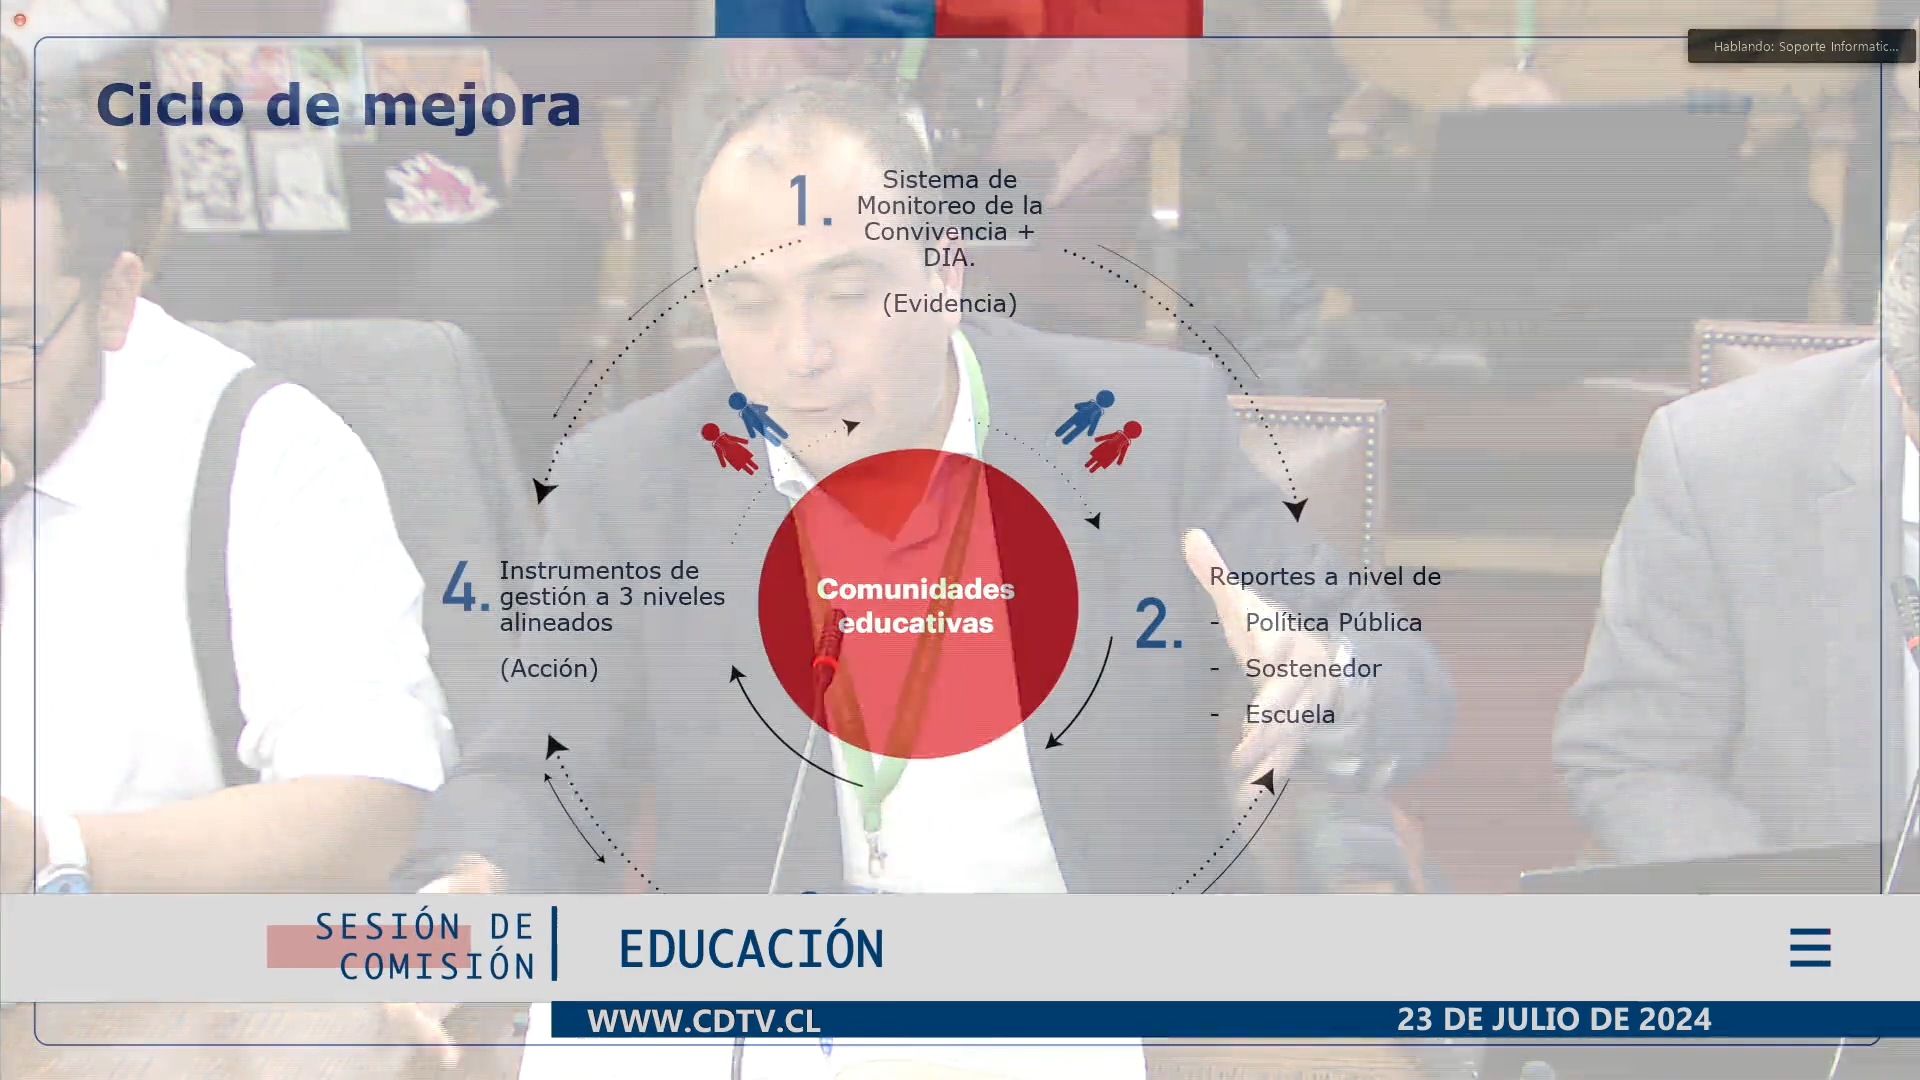 Hablando: Soporte Informatic...
Ciclo de mejora
1.
Sistema de
Monitoreo de la
Convivencia +
DIA.
(Evidencia)
Comunidades
educativas
2.
Reportes a nivel de
- Política Pública
- Sostenedor
- Escuela
4.
Instrumentos de
gestión a 3 niveles
alineados
(Acción)
SESIÓN DE
COMISIÓN
EDUCACIÓN
WWW.CDTV.CL
23 DE JULIO DE 2024